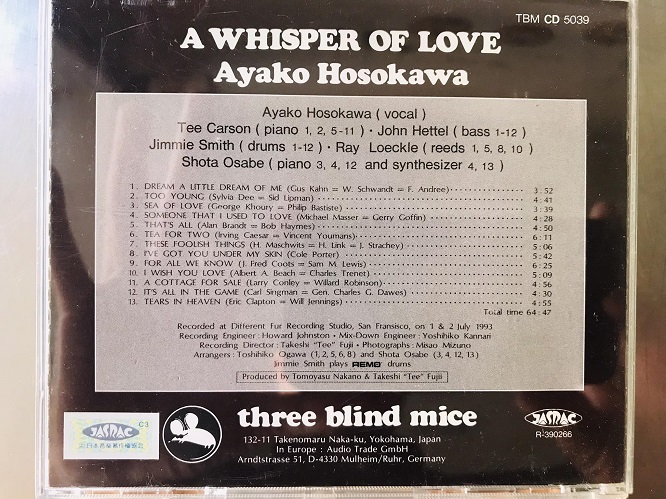 TBM CD 5039
A WHISPER OF LOVE
Ayako Hosokawa
Ayako Hosokawa ( vocal )
Tee Carson ( piano 1, 2, 5-11 ) · John Hettel ( bass 1-12 )
Jimmie Smith ( drums 1-12 ) · Ray Loeckle ( reeds 1, 5, 8, 10 )
Shota Osabe ( piano 3, 4, 12 and synthesizer 4, 13 )
1. DREAM A LITTLE DREAM OF ME (Gus Kahn = W. Schwandt = F. Andree) 3 : 52
2. TOO YOUNG (Sylvia Dee = Sid Lipman) 4 : 41
3. SEA OF LOVE (George Khoury = Philip Bastiste) 3 : 39
4. SOMEONE THAT I USED TO LOVE (Michael Masser = Gerry Goffin) 4 : 28
5. THAT'S ALL (Alan Brandt = Bob Haymes) 4 : 50
6. TEA FOR TWO (Irving Caesar = Vincent Youmans) 6 : 11
7. THESE FOOLISH THINGS (H. Maschwits = H. Link = J. Strachey) 5 : 06
8. I'VE GOT YOU UNDER MY SKIN (Cole Porter) 5 : 42
9. FOR ALL WE KNOW (J. Fred Coots = Sam M. Lewis) 6 : 25
10. I WISH YOU LOVE (Albert A. Beach = Charles Trenet) 5 : 09
11. A COTTAGE FOR SALE (Larry Conley = Willard Robison) 4 : 56
12. IT'S ALL IN THE GAME (Carl Singman = Gen. Charles G. Dawes) 4 : 30
13. TEARS IN HEAVEN (Eric Clapton = Will Jennings) 4 : 55
Total time 64 : 47
Recorded at Different Fur Recording Studio, San Fransisco, on 1 & 2 July 1993
Recording Engineer : Howard Johnston · Mix-Down Engineer : Yoshihiko Kannari
Recording Director : Takeshi "Tee" Fujii · Photographs : Misao Mizuno
Arrangers : Toshihiko Ogawa (1, 2, 5, 6, 8) and Shota Osabe (3, 4, 12, 13)
Jimmie Smith plays REMO drums
Produced by Tomoyasu Nakano & Takeshi "Tee" Fujii
three blind mice
132-11 Takenomaru Naka-ku, Yokohama, Japan
In Europe : Audio Trade GmbH
Arndtstrasse 51, D-4330 Mulheim/Ruhr, Germany
C3
JASRAC
JASRAC
R-390266